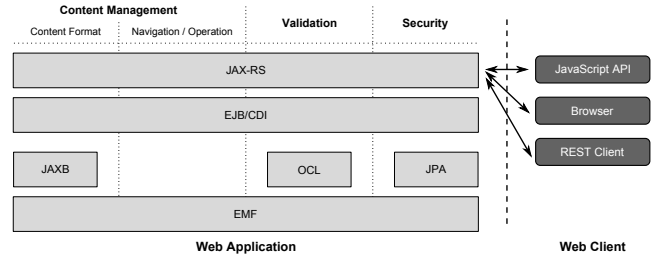 Content Management
Validation
Security
Content Format
Navigation / Operation
JAX-RS
JavaScript API
EJB/CDI
Browser
REST Client
JAXB
OCL
JPA
EMF
Web Application
Web Client